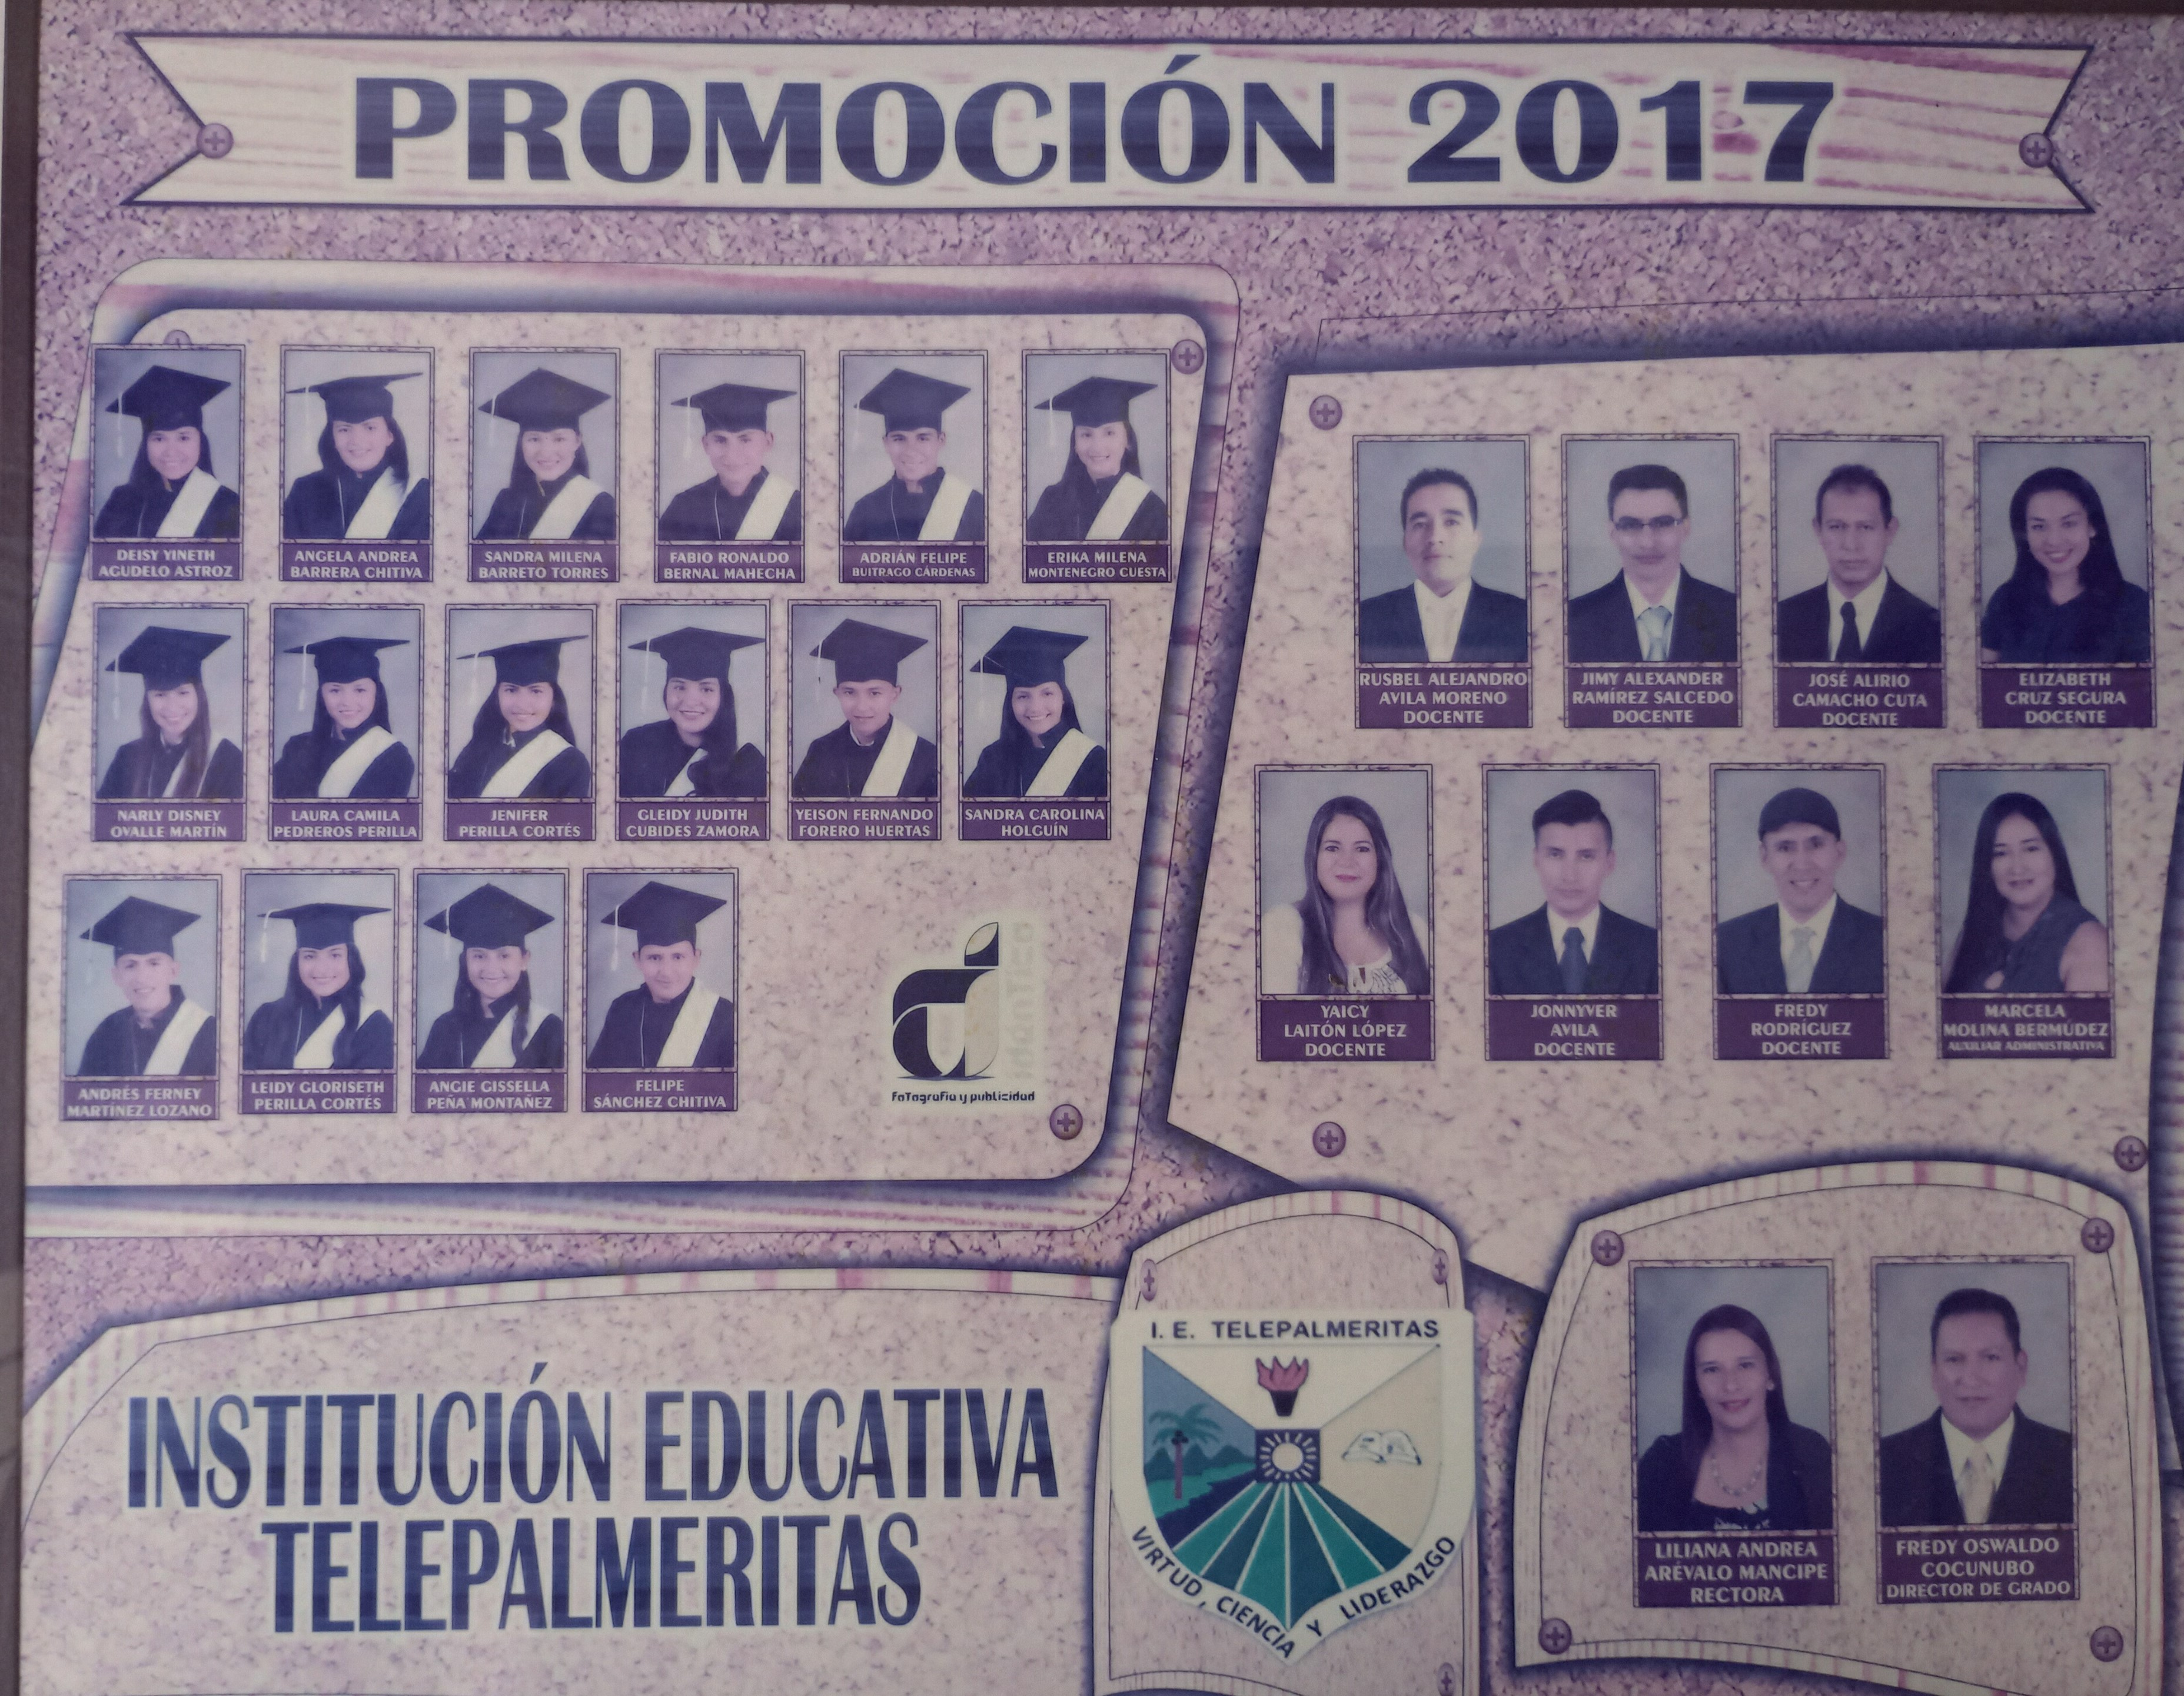 PROMOCIÓN 2017
DEISY YINETH
AGUDELO ASTROZ
ANGELA ANDREA
BARRERA CHITIVA
SANDRA MILENA
BARRETO TORRES
FABIO RONALDO
BERNAL MAHECHA
ADRIÁN FELIPE
BUITRAGO CÁRDENAS
ERIKA MILENA
MONTENEGRO CUESTA
NARLY DISNEY
OVALLE MARTÍN
LAURA CAMILA
PEDREROS PERILLA
JENIFER
PERILLA CORTÉS
GLEIDY JUDITH
CUBIDES ZAMORA
YEISON FERNANDO
FORERO HUERTAS
SANDRA CAROLINA
HOLGUÍN
ANDRÉS FERNEY
MARTÍNEZ LOZANO
LEIDY GLORISETH
PERILLA CORTÉS
ANGIE GISSELLA
PEÑA MONTAÑEZ
FELIPE
SÁNCHEZ CHITIVA
FoTografia y publicidad
RUSBEL ALEJANDRO
AVILA MORENO
DOCENTE
JIMY ALEXANDER
RAMÍREZ SALCEDO
DOCENTE
JOSÉ ALIRIO
CAMACHO CUTA
DOCENTE
ELIZABETH
CRUZ SEGURA
DOCENTE
YAICY
LAITÓN LÓPEZ
DOCENTE
JONNYVER
AVILA
DOCENTE
FREDY
RODRÍGUEZ
DOCENTE
MARCELA
MOLINA BERMÚDEZ
AUXILIAR ADMINISTRATIVA
INSTITUCIÓN EDUCATIVA
TELEPALMERITAS
I. E. TELEPALMERITAS
VIRTUD, CIENCIA Y LIDERAZGO
LILIANA ANDREA
ARÉVALO MANCIPE
RECTORA
FREDY OSWALDO
COCUNUBO
DIRECTOR DE GRADO